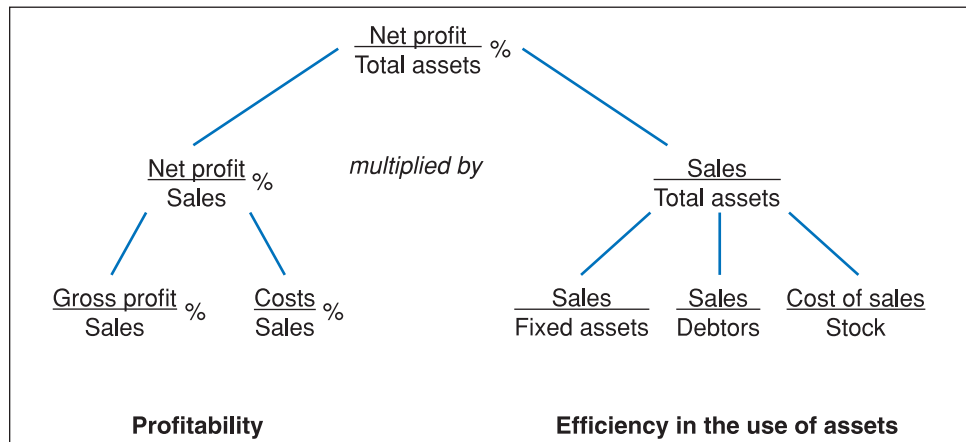 Net profit %
Total assets
Net profit %
Sales
multiplied by
Sales
Total assets
Gross profit %
Sales
Costs %
Sales
Sales
Fixed assets
Sales
Debtors
Cost of sales
Stock
Profitability
Efficiency in the use of assets